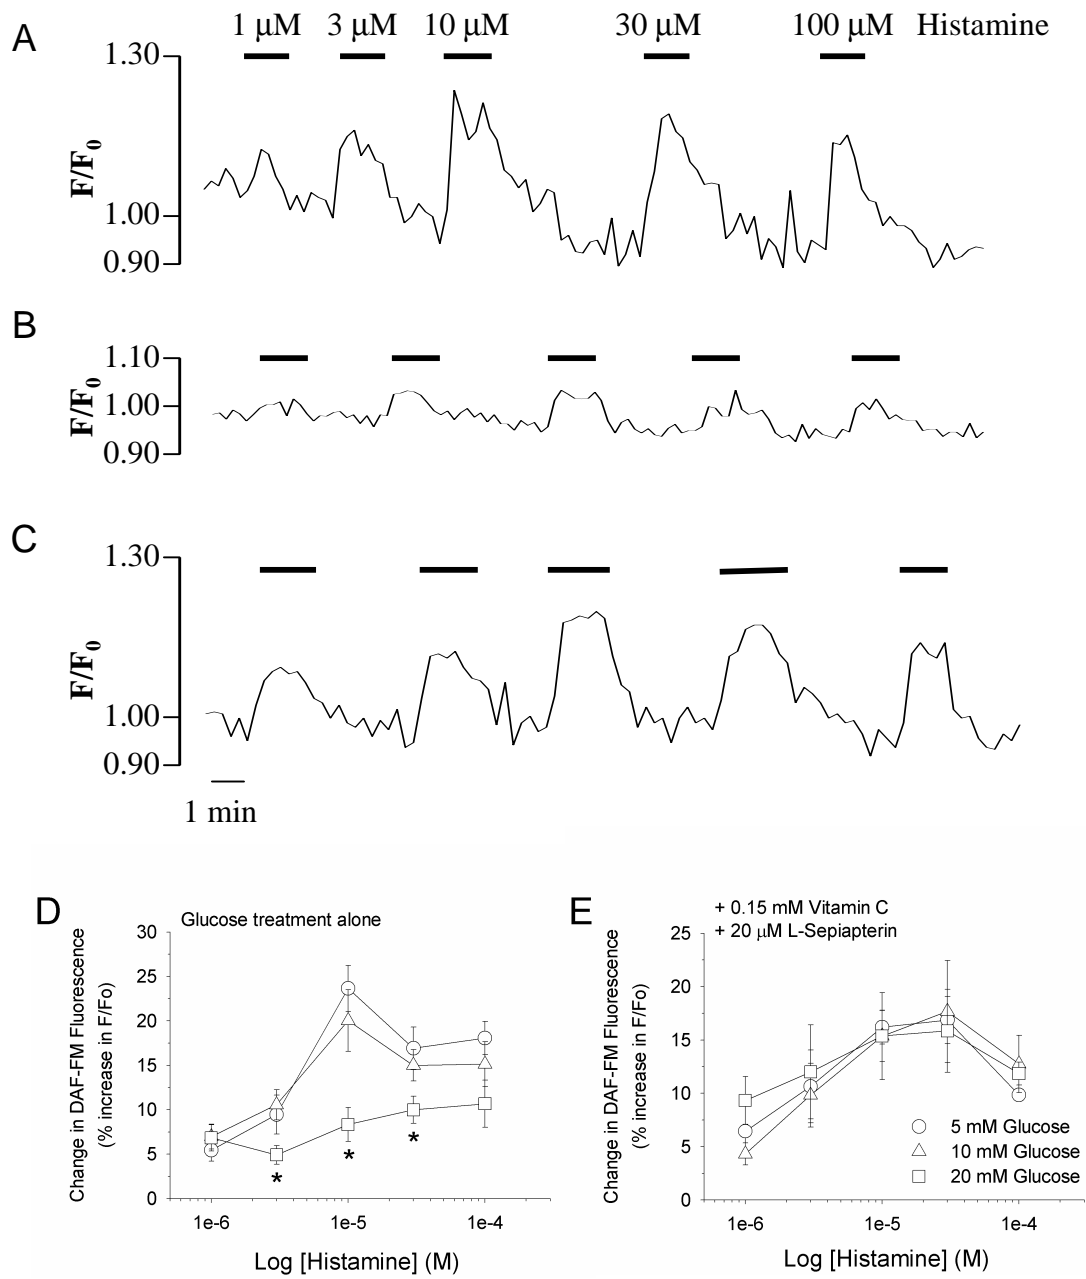 A
1 µM 3 µM 10 µM 30 µM 100 µM Histamine
1.30
F/F0
1.00
0.90
B
1.10
F/F0
1.00
0.90
C
1.30
F/F0
1.00
0.90
1 min
D
Glucose treatment alone
Change in DAF-FM Fluorescence
(% increase in F/Fo)
30
25
20
15
10
5
0
*
*
*
1e-6 1e-5 1e-4
Log [Histamine] (M)
E
+ 0.15 mM Vitamin C
+ 20 µM L-Sepiapterin
Change in DAF-FM Fluorescence
(% increase in F/Fo)
25
20
15
10
5
0
5 mM Glucose
10 mM Glucose
20 mM Glucose
1e-6 1e-5 1e-4
Log [Histamine] (M)